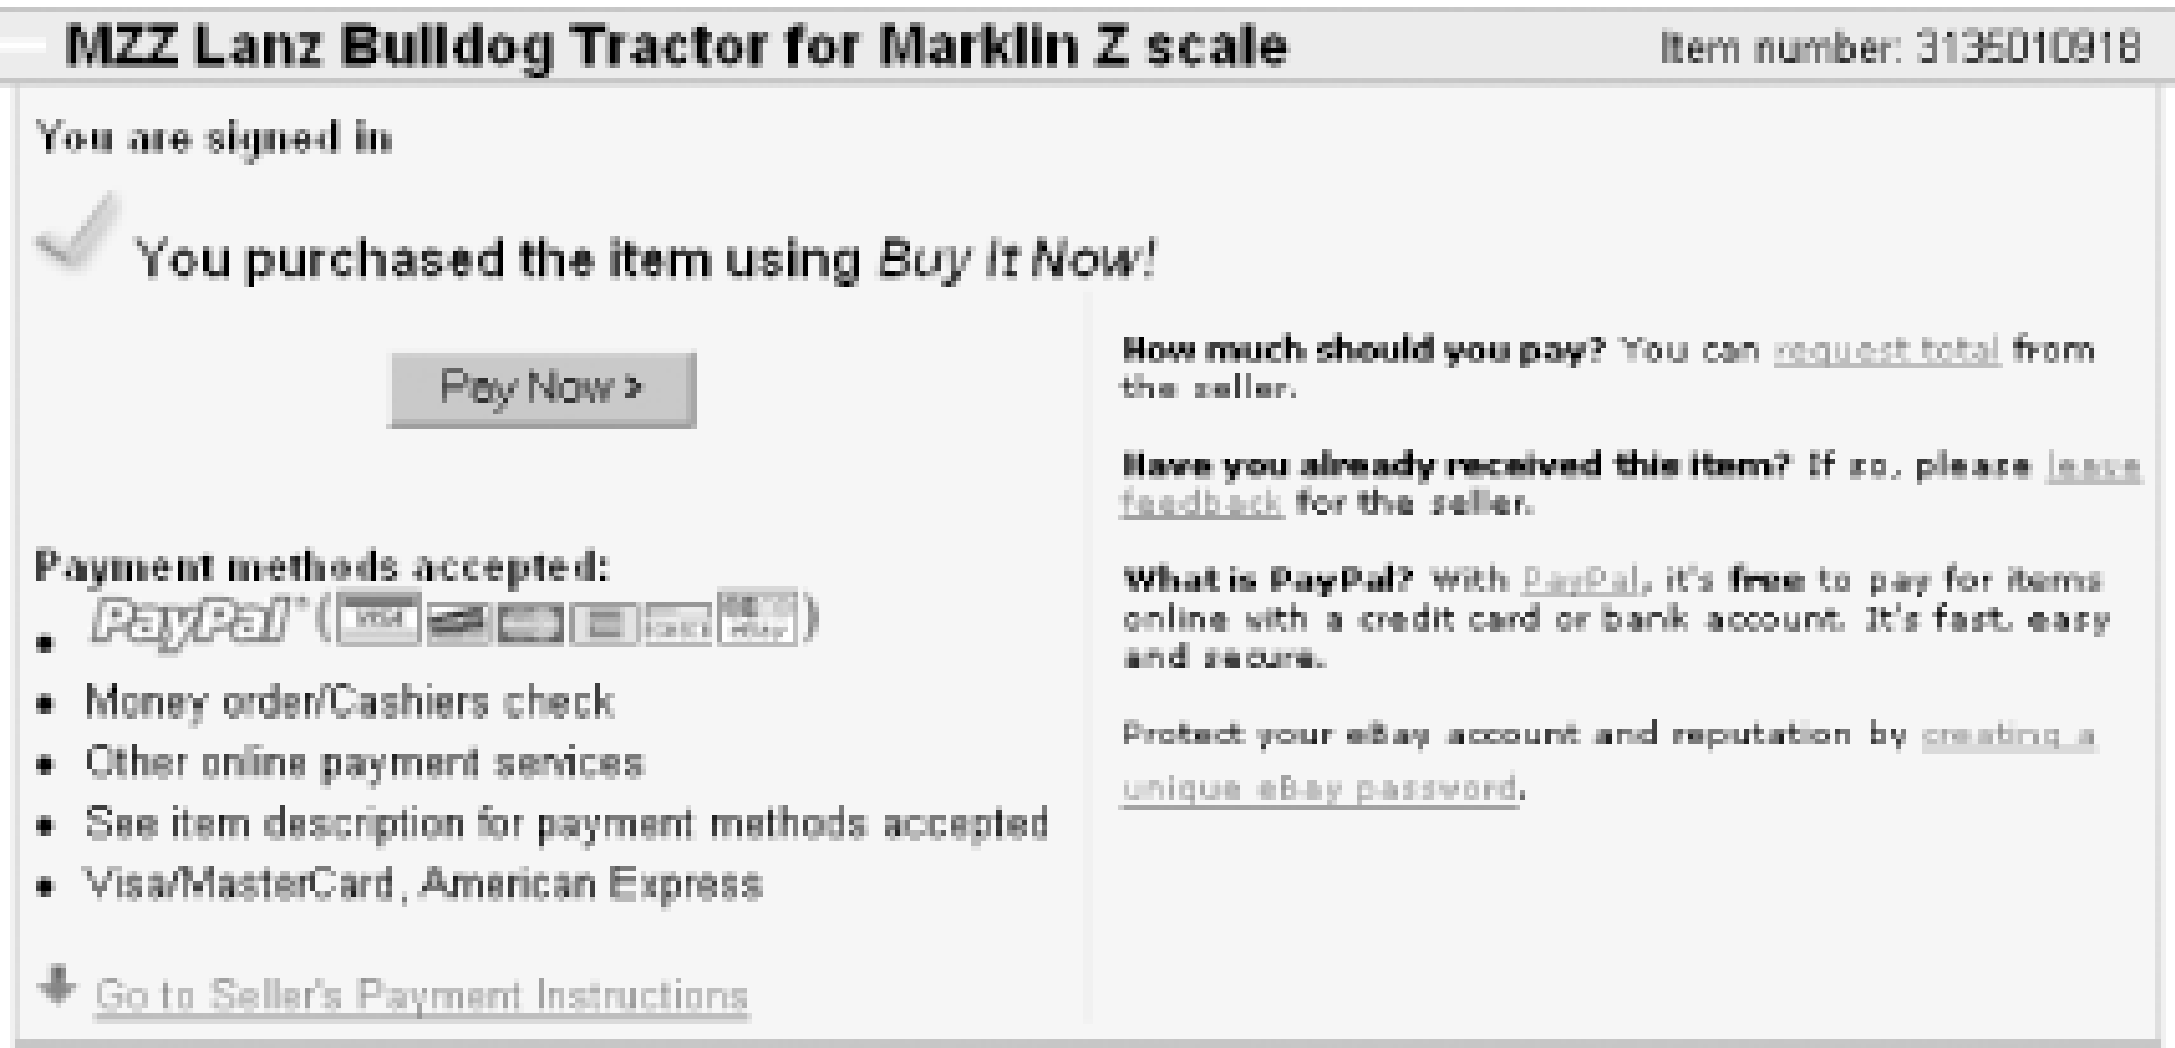 MZZ Lanz Bulldog Tractor for Marklin Z scale
Item number: 3135010918
You are signed in
You purchased the item using Buy It Now!
Pay Now >
Payment methods accepted:
PayPal (VISA eCHECK)
• Money order/Cashiers check
• Other online payment services
• See item description for payment methods accepted
• Visa/MasterCard, American Express
Go to Seller's Payment Instructions
How much should you pay? You can request total from
the seller.
Have you already received this item? If so, please leave
feedback for the seller.
What is PayPal? With PayPal, it's free to pay for items
online with a credit card or bank account. It's fast, easy
and secure.
Protect your eBay account and reputation by creating a
unique eBay password.